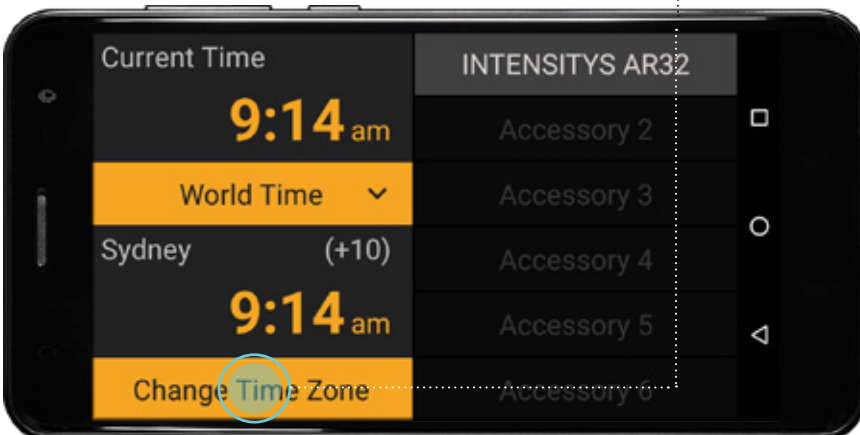 Current Time
9:14 am
World Time
Sydney (+10)
9:14 am
Change Time Zone
INTENSITYS AR32
Accessory 2
Accessory 3
Accessory 4
Accessory 5
Accessory 6